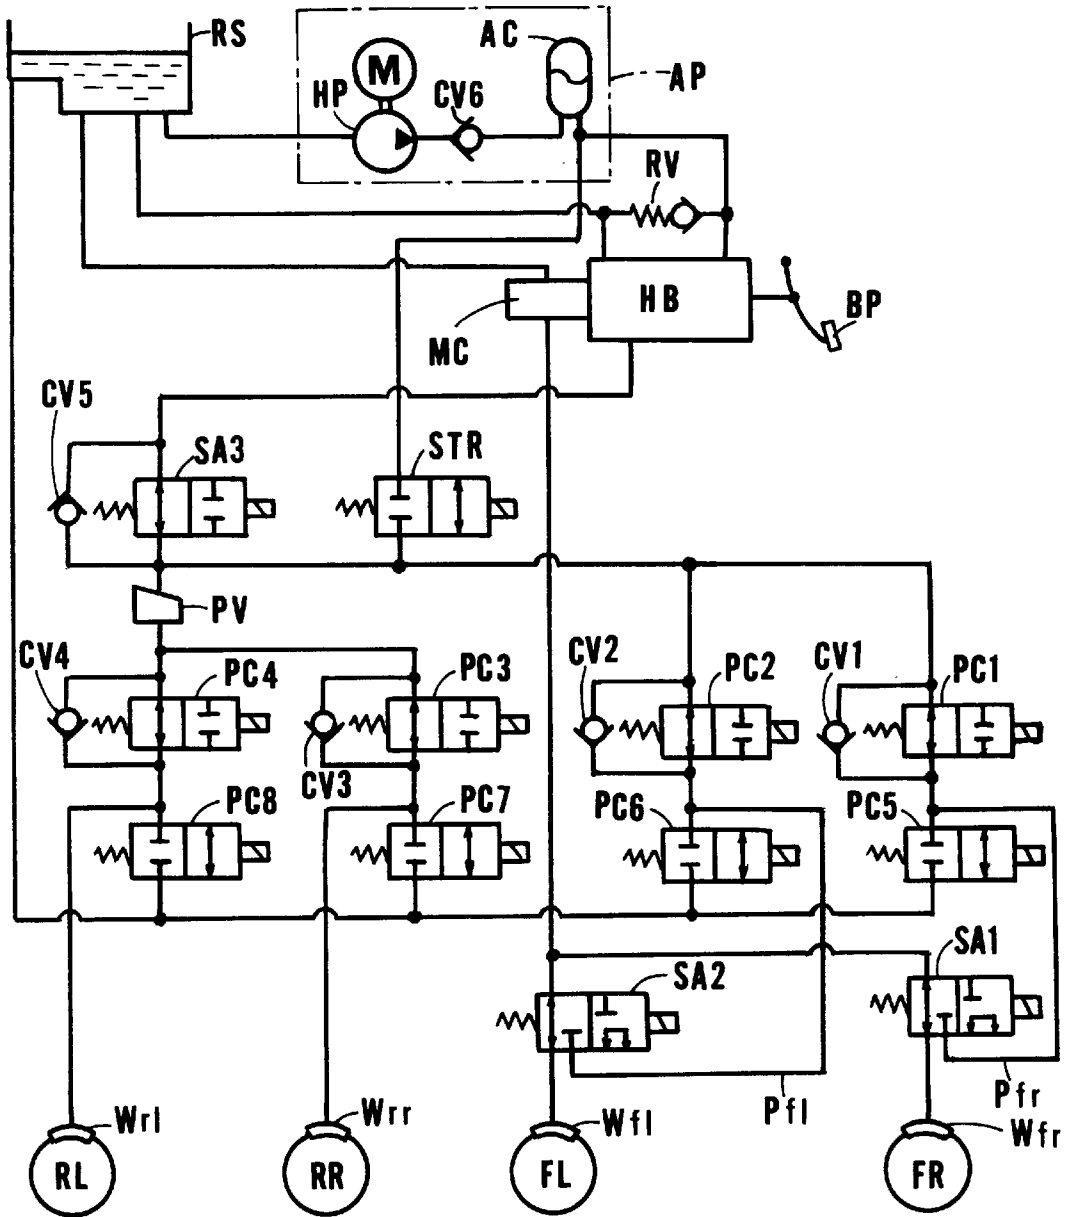 RS
AC
M
AP
HP
CV6
RV
HB
BP
MC
CV5
SA3
STR
PV
CV4
PC4
PC3
CV2
PC2
CV1
PC1
CV3
PC8
PC7
PC6
PC5
SA1
SA2
Pfl
Pfr
Wrl
Wrr
Wfl
Wfr
RL
RR
FL
FR